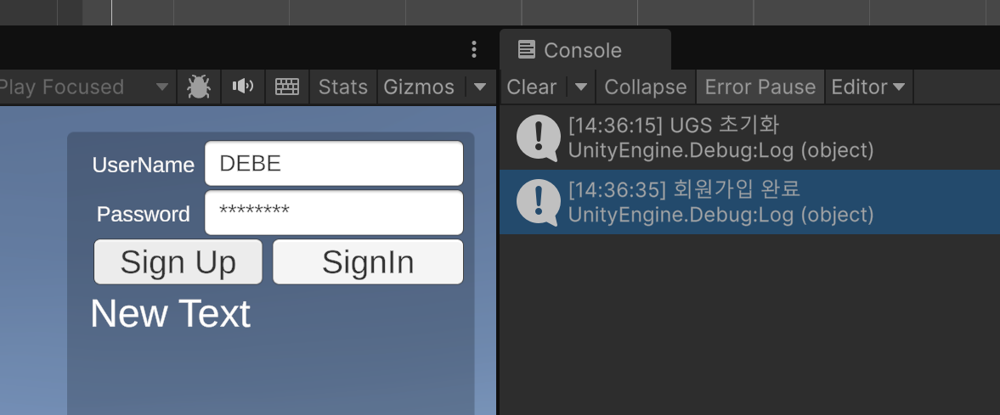 Console
Play Focused Stats Gizmos
Clear Collapse Error Pause Editor
UserName DEBE
Password ********
Sign Up SignIn
New Text
[14:36:15] UGS 초기화
UnityEngine.Debug:Log (object)
[14:36:35] 회원가입 완료
UnityEngine.Debug:Log (object)